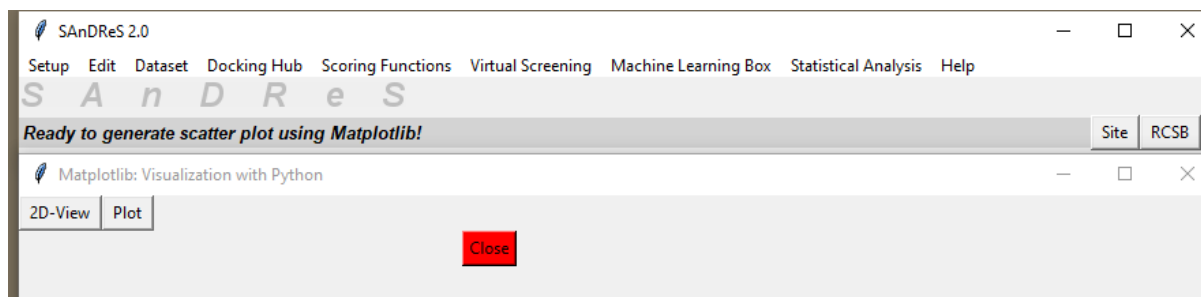 SAnDReS 2.0
Setup Edit Dataset Docking Hub Scoring Functions Virtual Screening Machine Learning Box Statistical Analysis Help
S A n D R e S
Ready to generate scatter plot using Matplotlib! Site RCSB
Matplotlib: Visualization with Python
2D-View Plot
Close